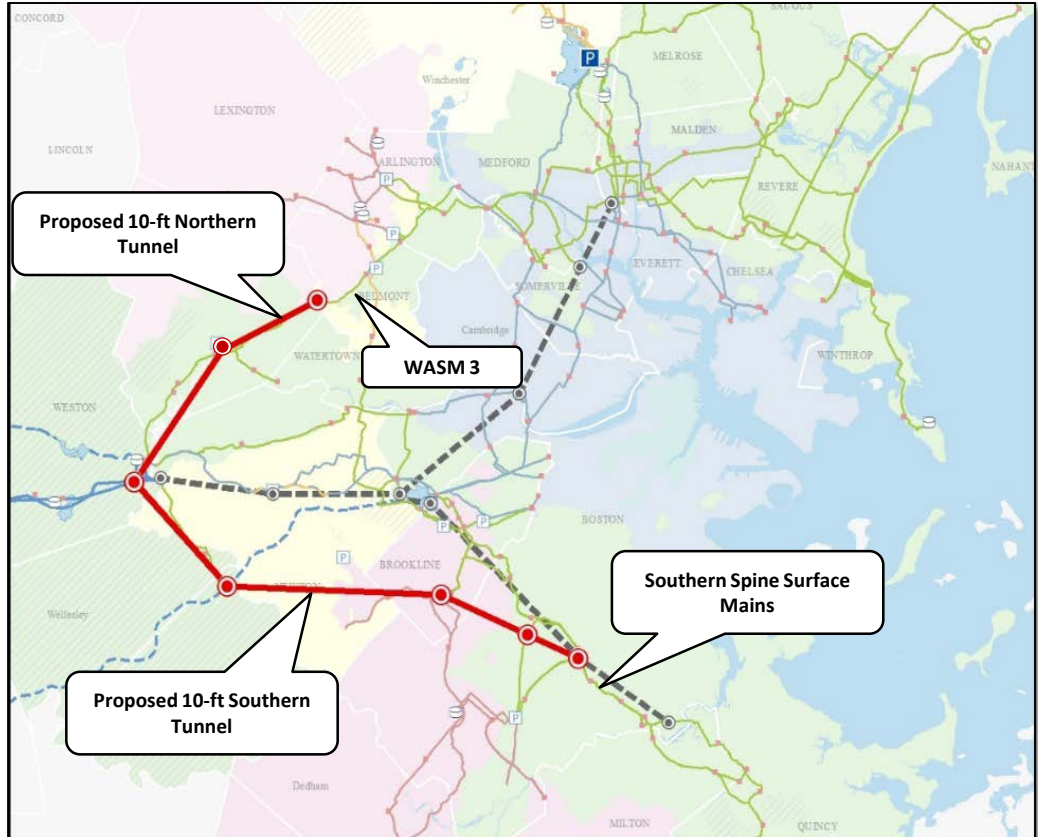 CONCORD
SAUGUS
P
MELROSE
Winchester
LEXINGTON
LINCOLN
ARLINGTON
MEDFORD
MALDEN
NAHANT
P
REVERE
Proposed 10-ft Northern
Tunnel
P
EVERETT
CHELSEA
P
SOMERVILLE
BELMONT
Cambridge
WATERTOWN
WASM 3
WINTHROP
WESTON
BOSTON
P
P
P
BROOKLINE
Southern Spine Surface
Mains
NEWTON
Wellesley
Proposed 10-ft Southern
Tunnel
P
Dedham
MILTON
QUINCY